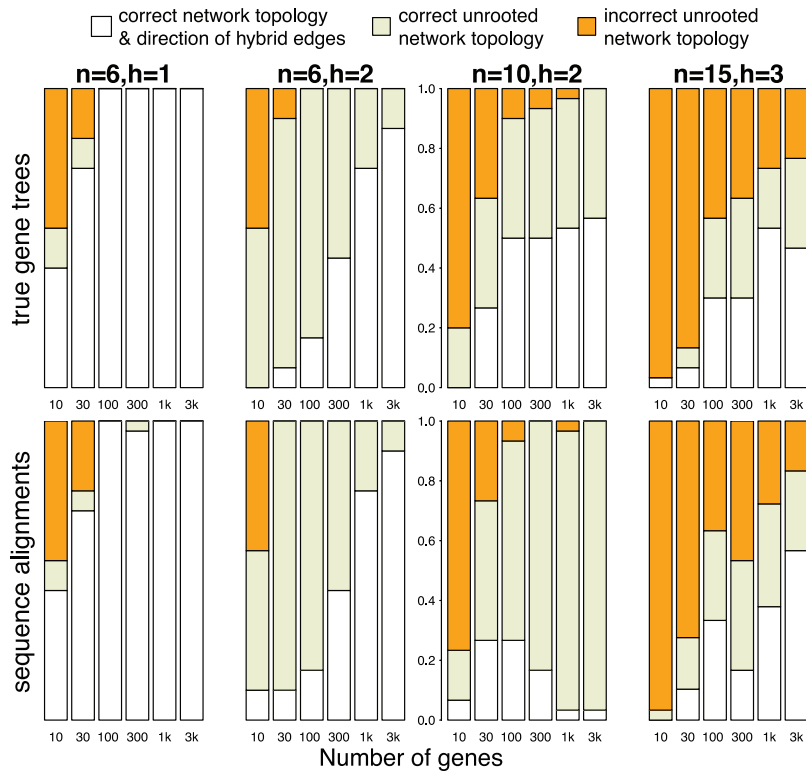 correct network topology
& direction of hybrid edges
correct unrooted
network topology
incorrect unrooted
network topology
n=6,h=1
n=6,h=2
n=10,h=2
n=15,h=3
true gene trees
1.0
0.8
0.6
0.4
0.2
0.0
10 30 100 300 1k 3k
10 30 100 300 1k 3k
10 30 100 300 1k 3k
10 30 100 300 1k 3k
sequence alignments
1.0
0.8
0.6
0.4
0.2
0.0
10 30 100 300 1k 3k
10 30 100 300 1k 3k
10 30 100 300 1k 3k
10 30 100 300 1k 3k
Number of genes